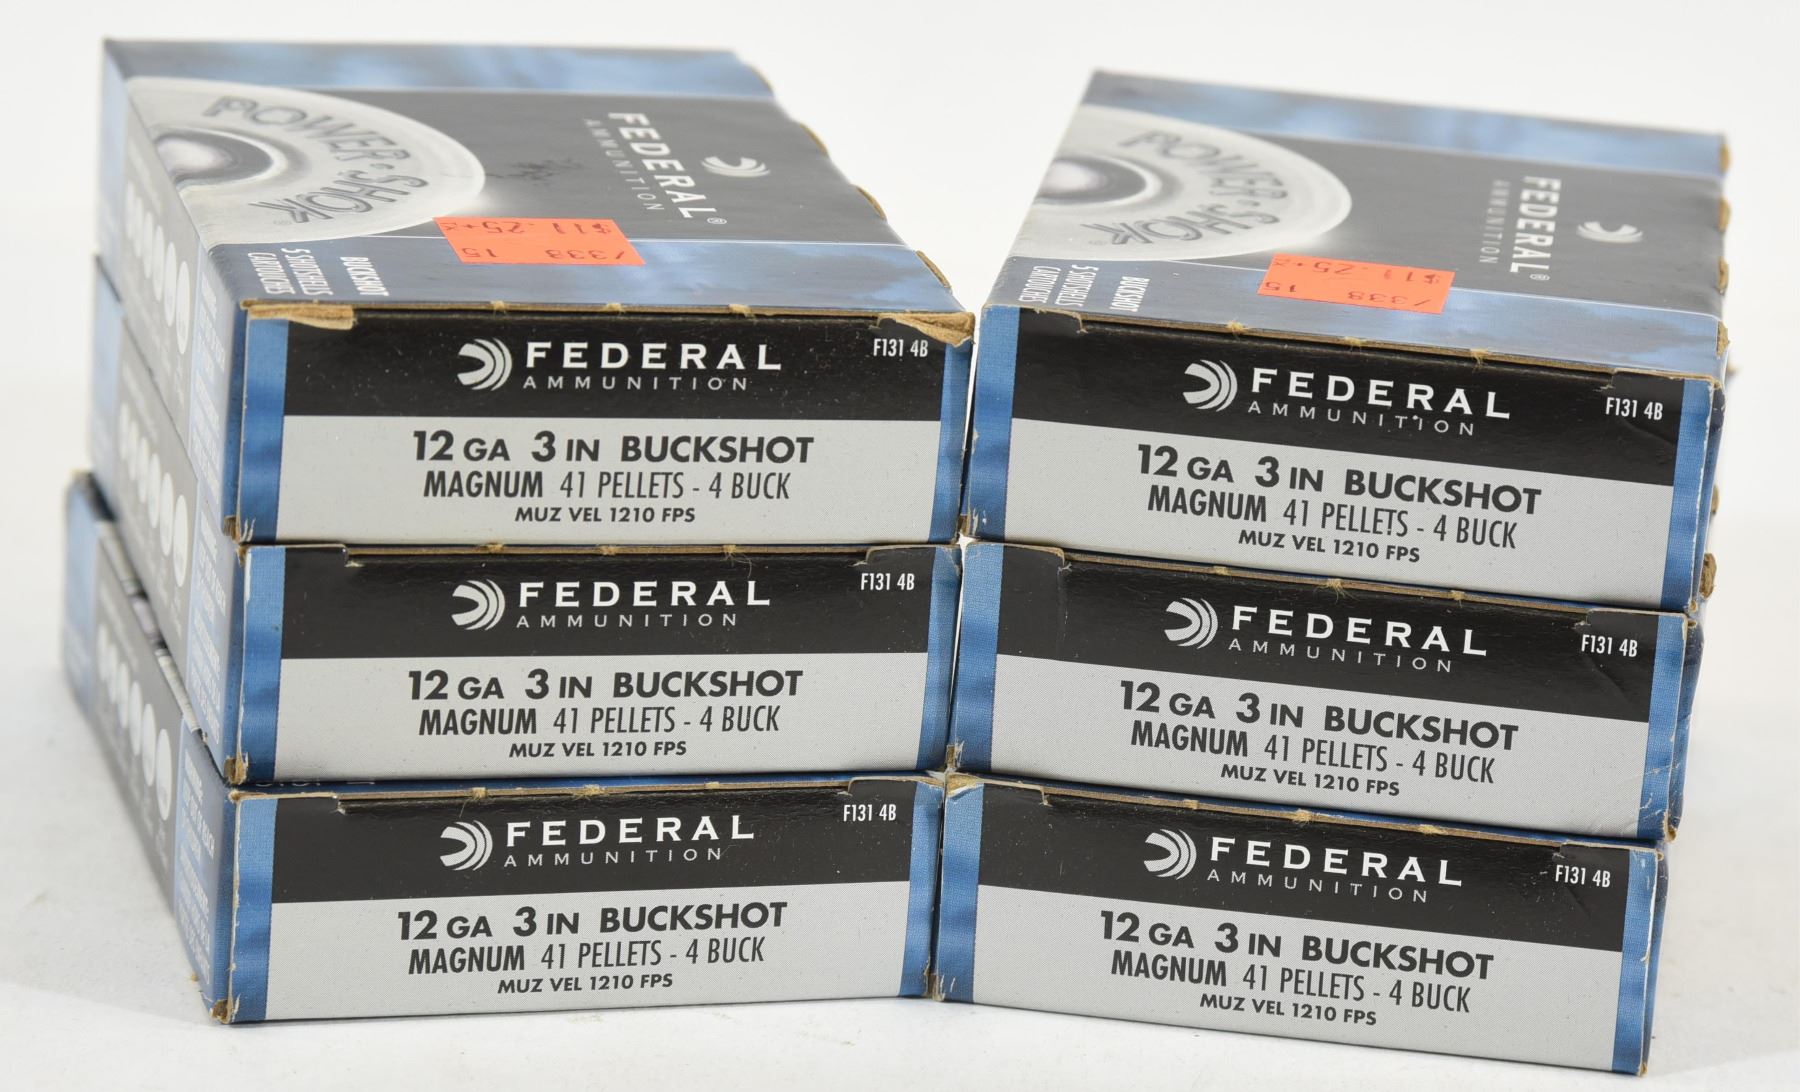 POWER•SHOK
FEDERAL®
AMMUNITION
$11.25+x
15
7338
BUCKSHOT
5 SHOTSHELLS
CARTOUCHES
FEDERAL
AMMUNITION
F131 4B
12 GA 3 IN BUCKSHOT
MAGNUM 41 PELLETS - 4 BUCK
MUZ VEL 1210 FPS
FEDERAL
AMMUNITION
F131 4B
12 GA 3 IN BUCKSHOT
MAGNUM 41 PELLETS - 4 BUCK
MUZ VEL 1210 FPS
FEDERAL
AMMUNITION
F131 4B
12 GA 3 IN BUCKSHOT
MAGNUM 41 PELLETS - 4 BUCK
MUZ VEL 1210 FPS
POWER•SHOK®
FEDERAL®
AMMUNITION
$11.25+x
15
7338
BUCKSHOT
5 SHOTSHELLS
CARTOUCHES
FEDERAL
AMMUNITION
F131 4B
12 GA 3 IN BUCKSHOT
MAGNUM 41 PELLETS - 4 BUCK
MUZ VEL 1210 FPS
FEDERAL
AMMUNITION
F131 4B
12 GA 3 IN BUCKSHOT
MAGNUM 41 PELLETS - 4 BUCK
MUZ VEL 1210 FPS
FEDERAL
AMMUNITION
F131 4B
12 GA 3 IN BUCKSHOT
MAGNUM 41 PELLETS - 4 BUCK
MUZ VEL 1210 FPS